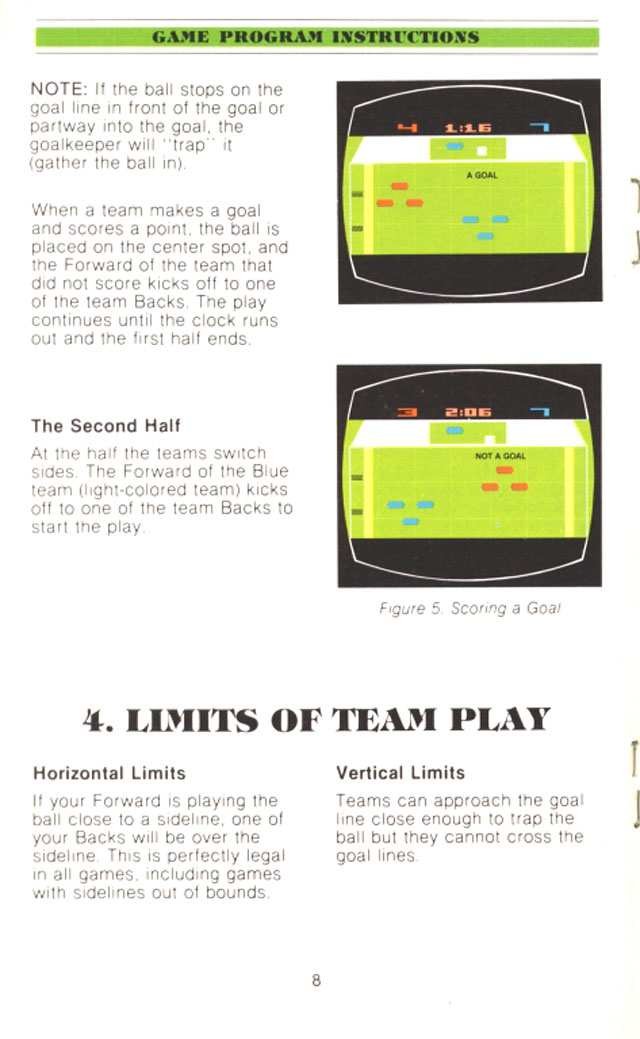 GAME PROGRAM INSTRUCTIONS
NOTE: If the ball stops on the
goal line in front of the goal or
partway into the goal, the
goalkeeper will "trap" it
(gather the ball in).
When a team makes a goal
and scores a point, the ball is
placed on the center spot, and
the Forward of the team that
did not score kicks off to one
of the team Backs. The play
continues until the clock runs
out and the first half ends.
4 1:16 7
A GOAL
The Second Half
At the half the teams switch
sides. The Forward of the Blue
team (light-colored team) kicks
off to one of the team Backs to
start the play.
3 2:06 7
NOT A GOAL
Figure 5. Scoring a Goal
4. LIMITS OF TEAM PLAY
Horizontal Limits
If your Forward is playing the
ball close to a sideline, one of
your Backs will be over the
sideline. This is perfectly legal
in all games, including games
with sidelines out of bounds.
Vertical Limits
Teams can approach the goal
line close enough to trap the
ball but they cannot cross the
goal lines.
8